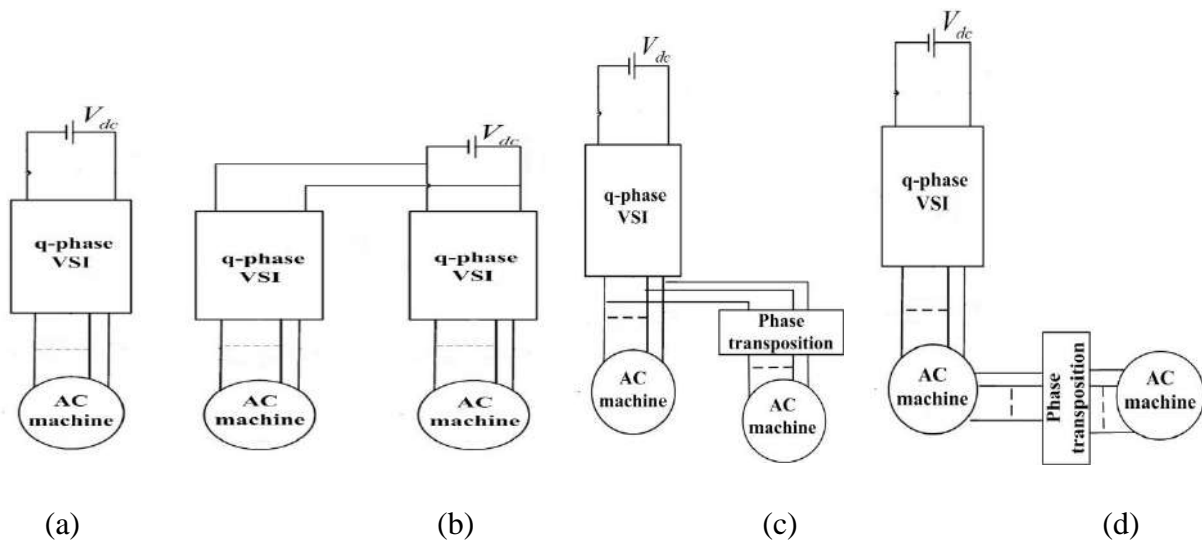 V_dc
q-phase
VSI
AC
machine
V_dc
q-phase
VSI
q-phase
VSI
AC
machine
AC
machine
V_dc
q-phase
VSI
Phase
transposition
AC
machine
AC
machine
V_dc
q-phase
VSI
AC
machine
Phase
transposition
AC
machine
(a)
(b)
(c)
(d)